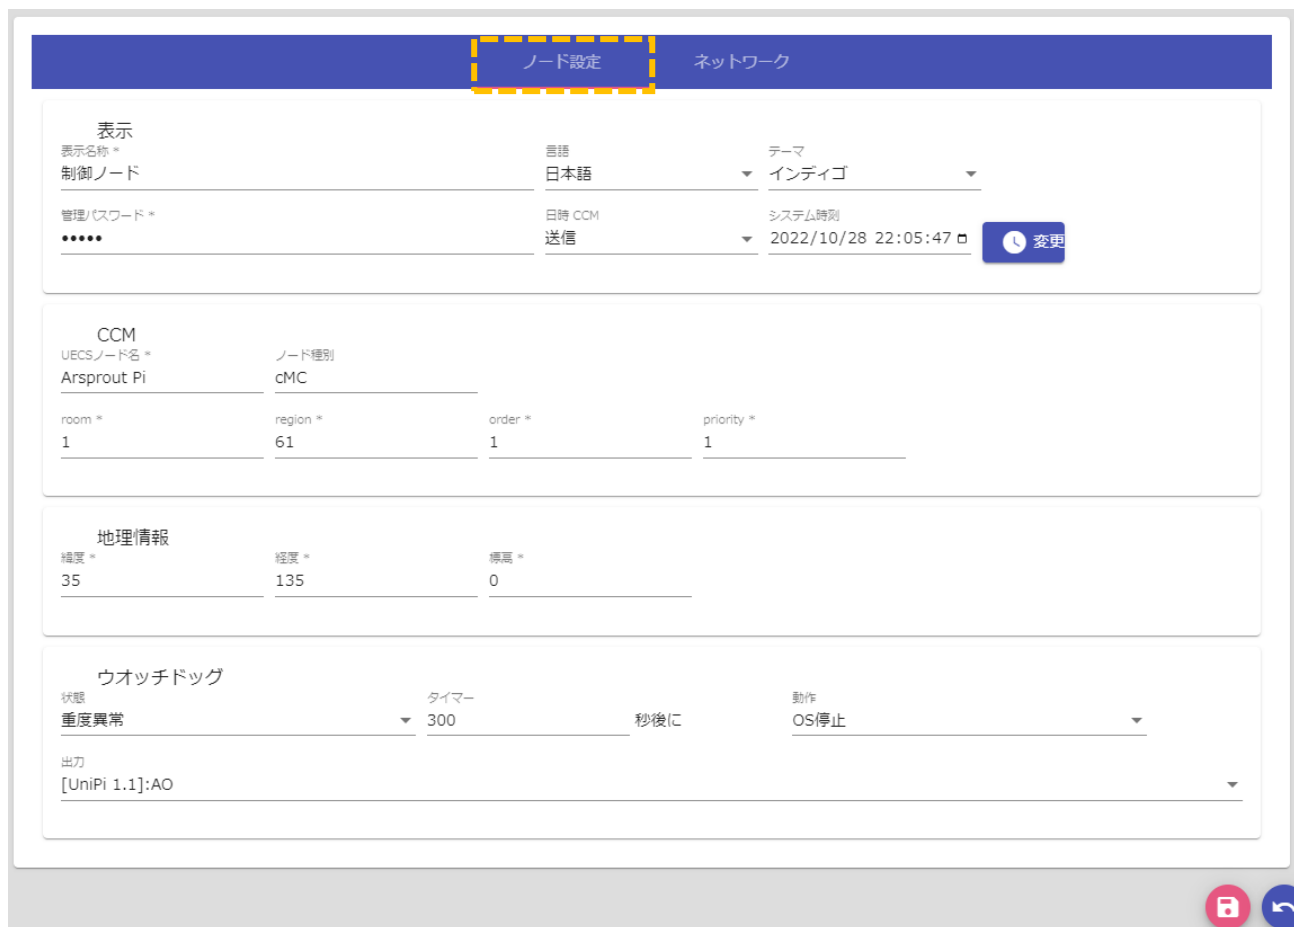 ノード設定 ネットワーク
表示
表示名称 * 言語 テーマ
制御ノード 日本語 インディゴ
管理パスワード * 日時 CCM システム時刻
••••• 送信 2022/10/28 22:05:47 変更
CCM
UECSノード名 * ノード種別
Arsprout Pi cMC
room * region * order * priority *
1 61 1 1
地理情報
緯度 * 経度 * 標高 *
35 135 0
ウオッチドッグ
状態 タイマー 動作
重度異常 300 秒後に OS停止
出力
[UniPi 1.1]:AO